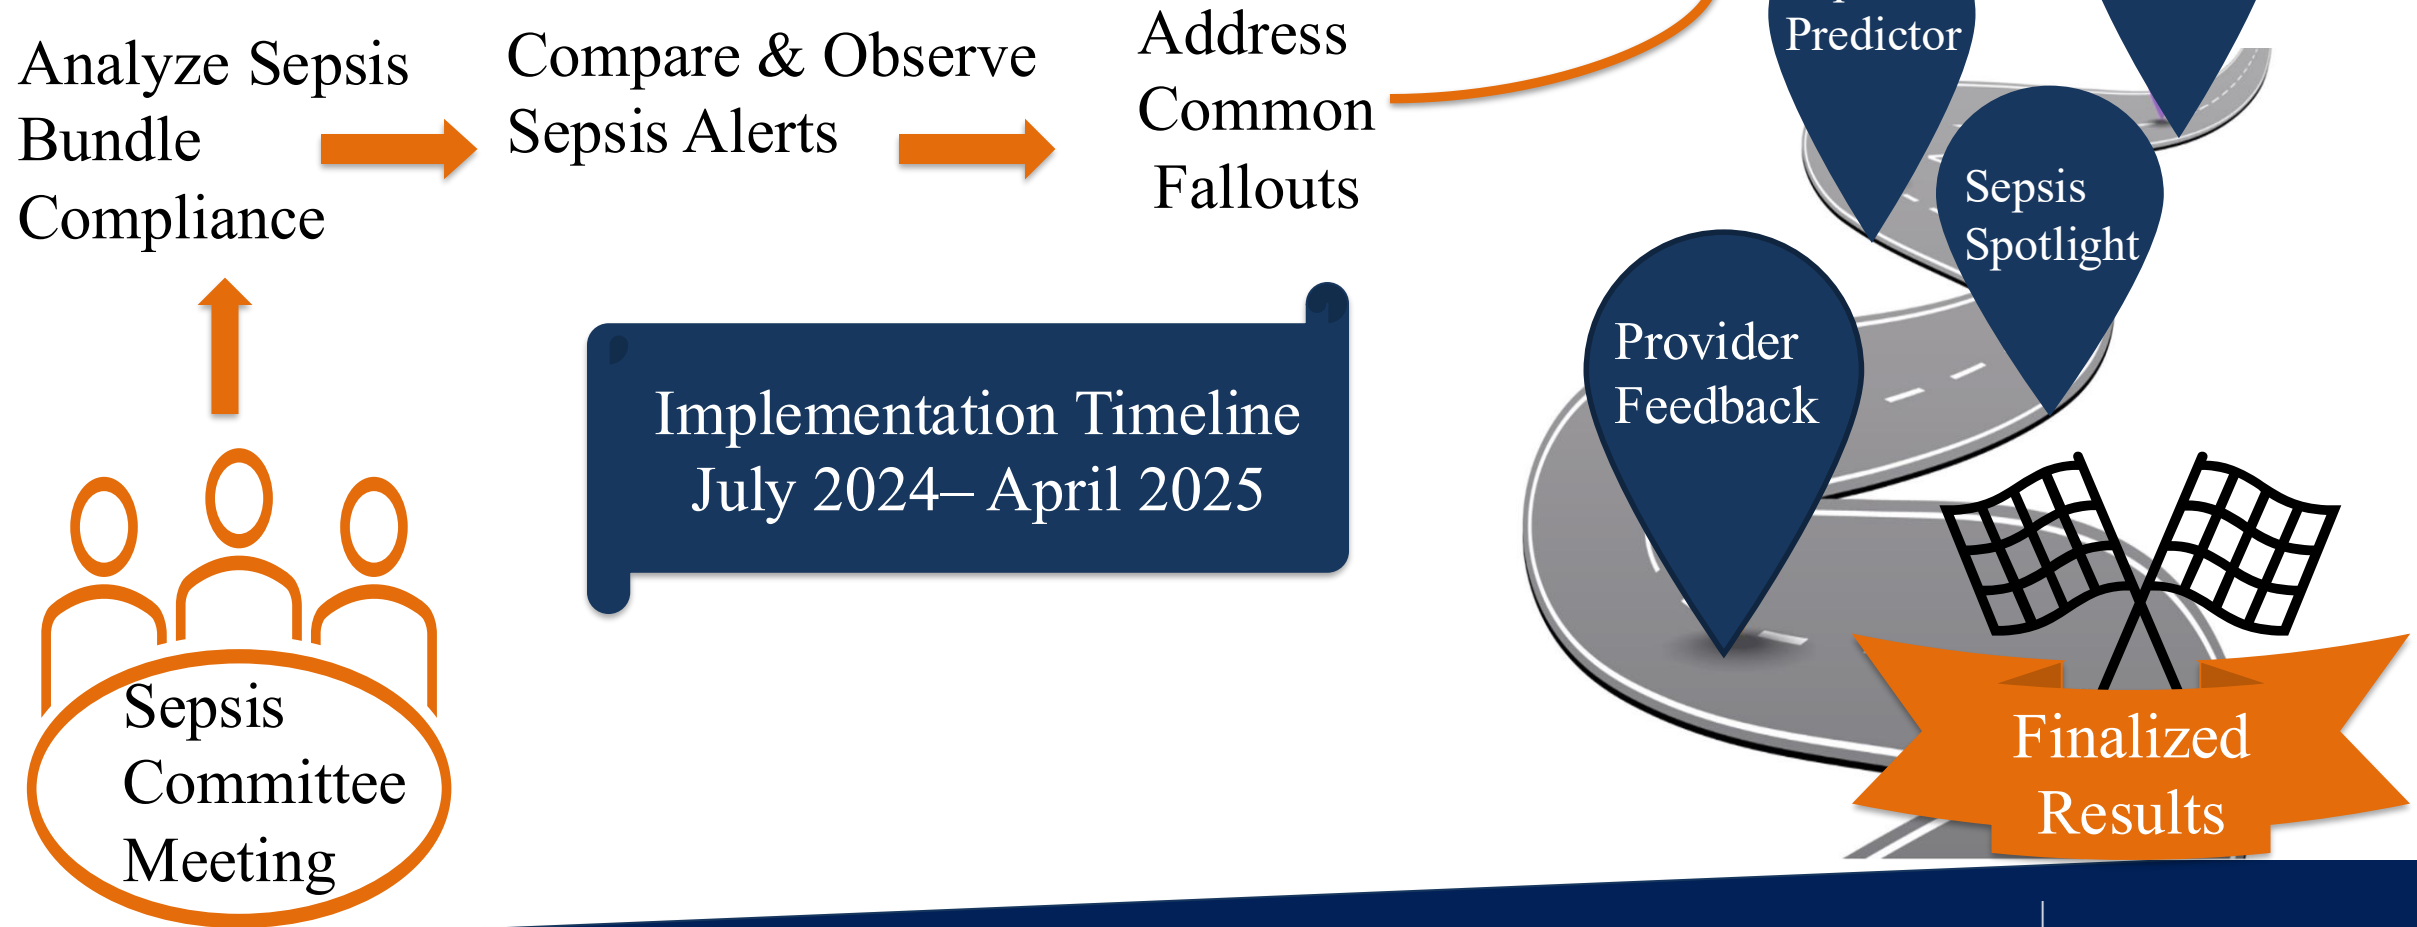 Analyze Sepsis
Bundle
Compliance
Compare & Observe
Sepsis Alerts
Address
Common
Fallouts
Predictor
Sepsis
Spotlight
Provider
Feedback
Implementation Timeline
July 2024– April 2025
Sepsis
Committee
Meeting
Finalized
Results